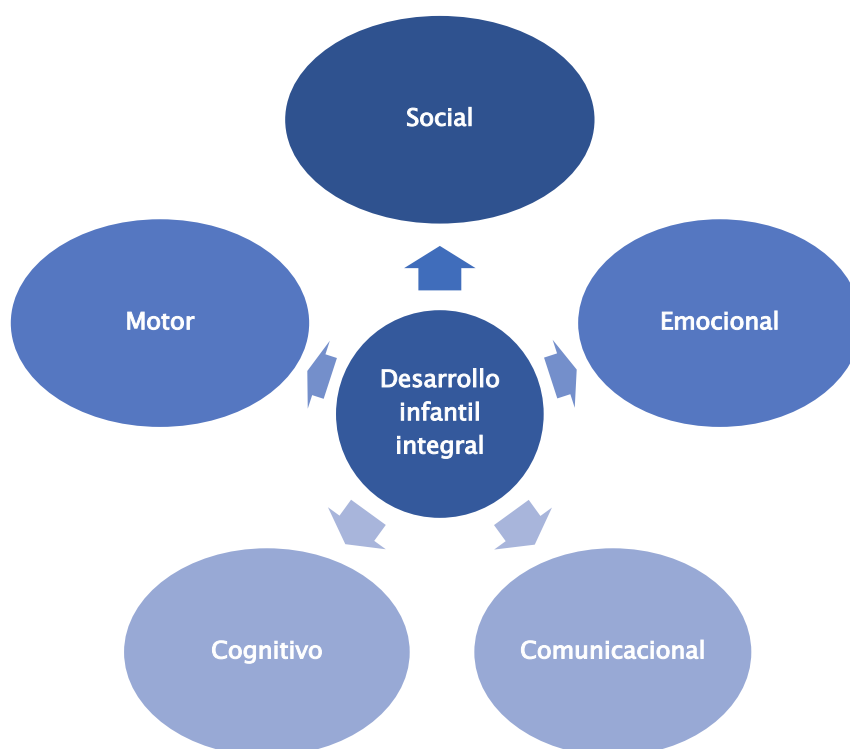 Social
Motor
Emocional
Desarrollo
infantil
integral
Cognitivo
Comunicacional